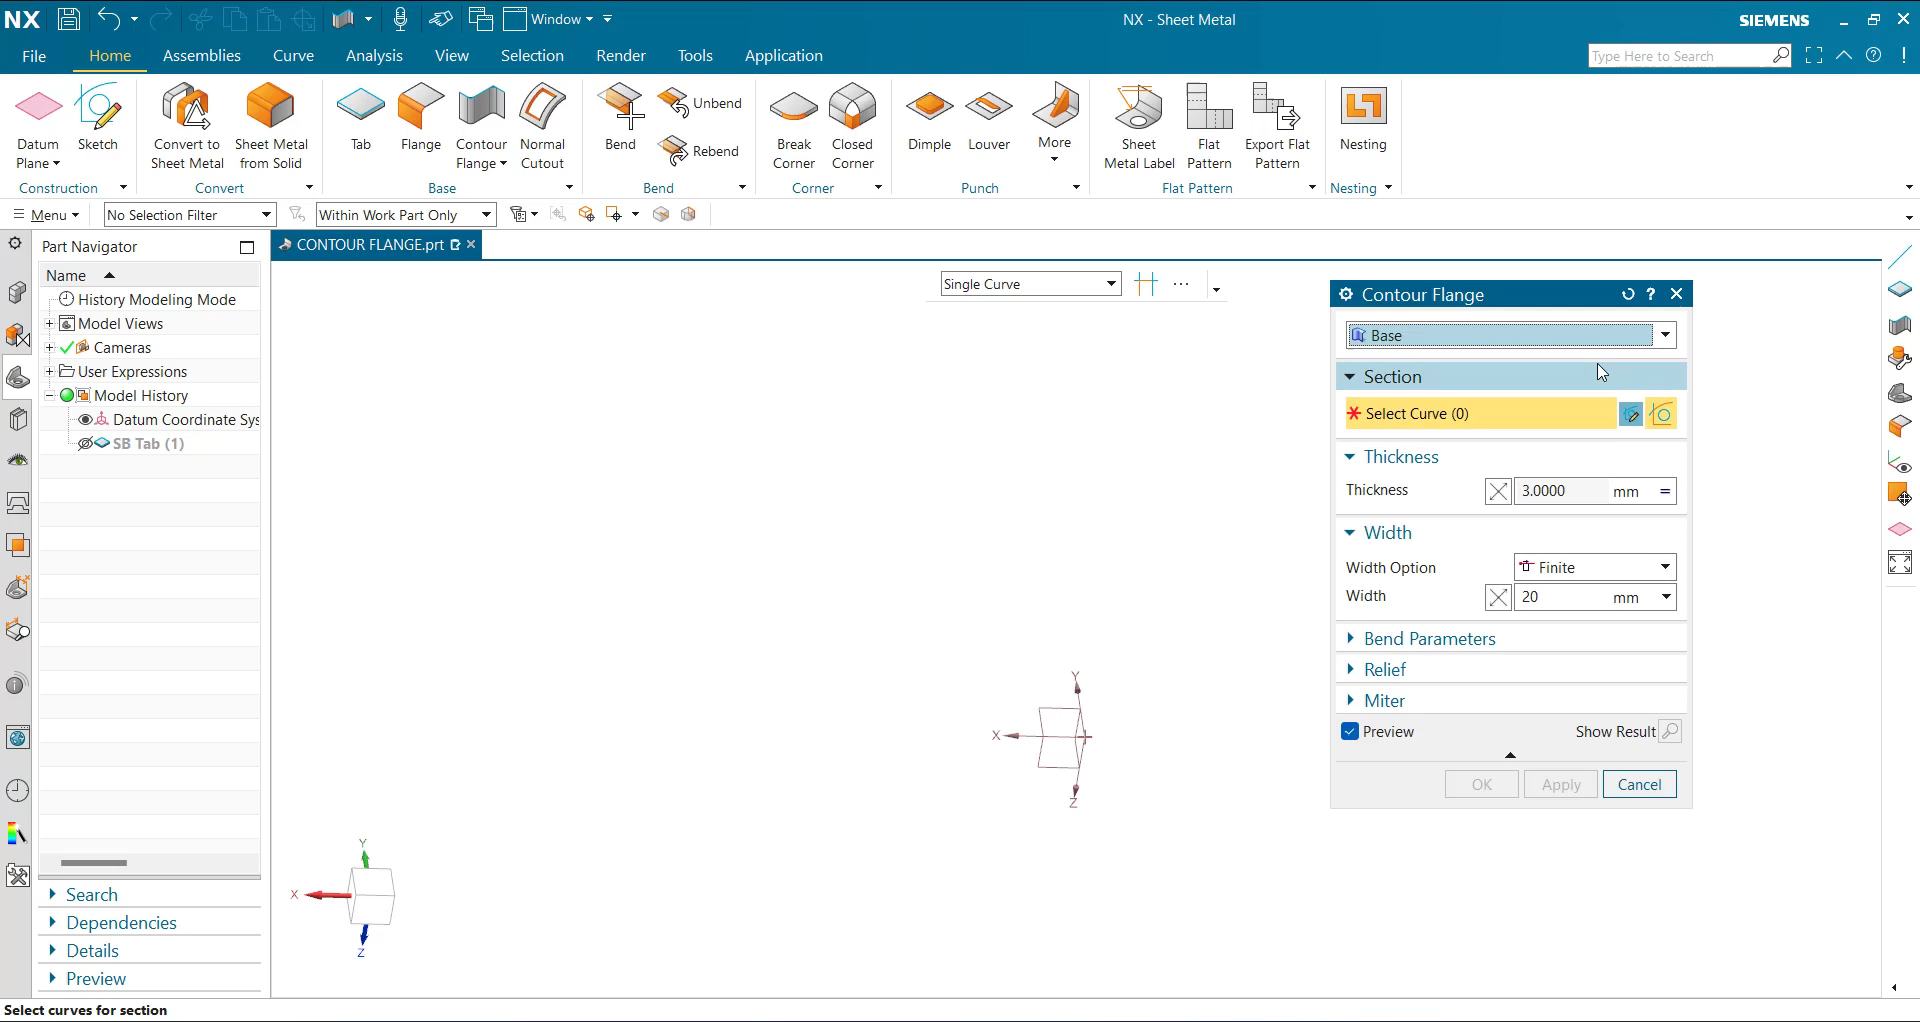 NX
Window
NX - Sheet Metal
SIEMENS
File
Home
Assemblies
Curve
Analysis
View
Selection
Render
Tools
Application
Type Here to Search
Datum Plane
Sketch
Convert to Sheet Metal
Sheet Metal from Solid
Tab
Flange
Contour Flange
Normal Cutout
Bend
Unbend
Rebend
Break Corner
Closed Corner
Dimple
Louver
More
Sheet Metal Label
Flat Pattern
Export Flat Pattern
Nesting
Construction
Convert
Base
Bend
Corner
Punch
Flat Pattern
Nesting
Menu
No Selection Filter
Within Work Part Only
Part Navigator
CONTOUR FLANGE.prt
Name
History Modeling Mode
Model Views
Cameras
User Expressions
Model History
Datum Coordinate Sys
SB Tab (1)
Search
Dependencies
Details
Preview
Single Curve
Y
X
Z
Y
X
Z
Contour Flange
Base
Section
* Select Curve (0)
Thickness
Thickness
3.0000 mm =
Width
Width Option
Finite
Width
20 mm
Bend Parameters
Relief
Miter
Preview
Show Result
OK
Apply
Cancel
Select curves for section